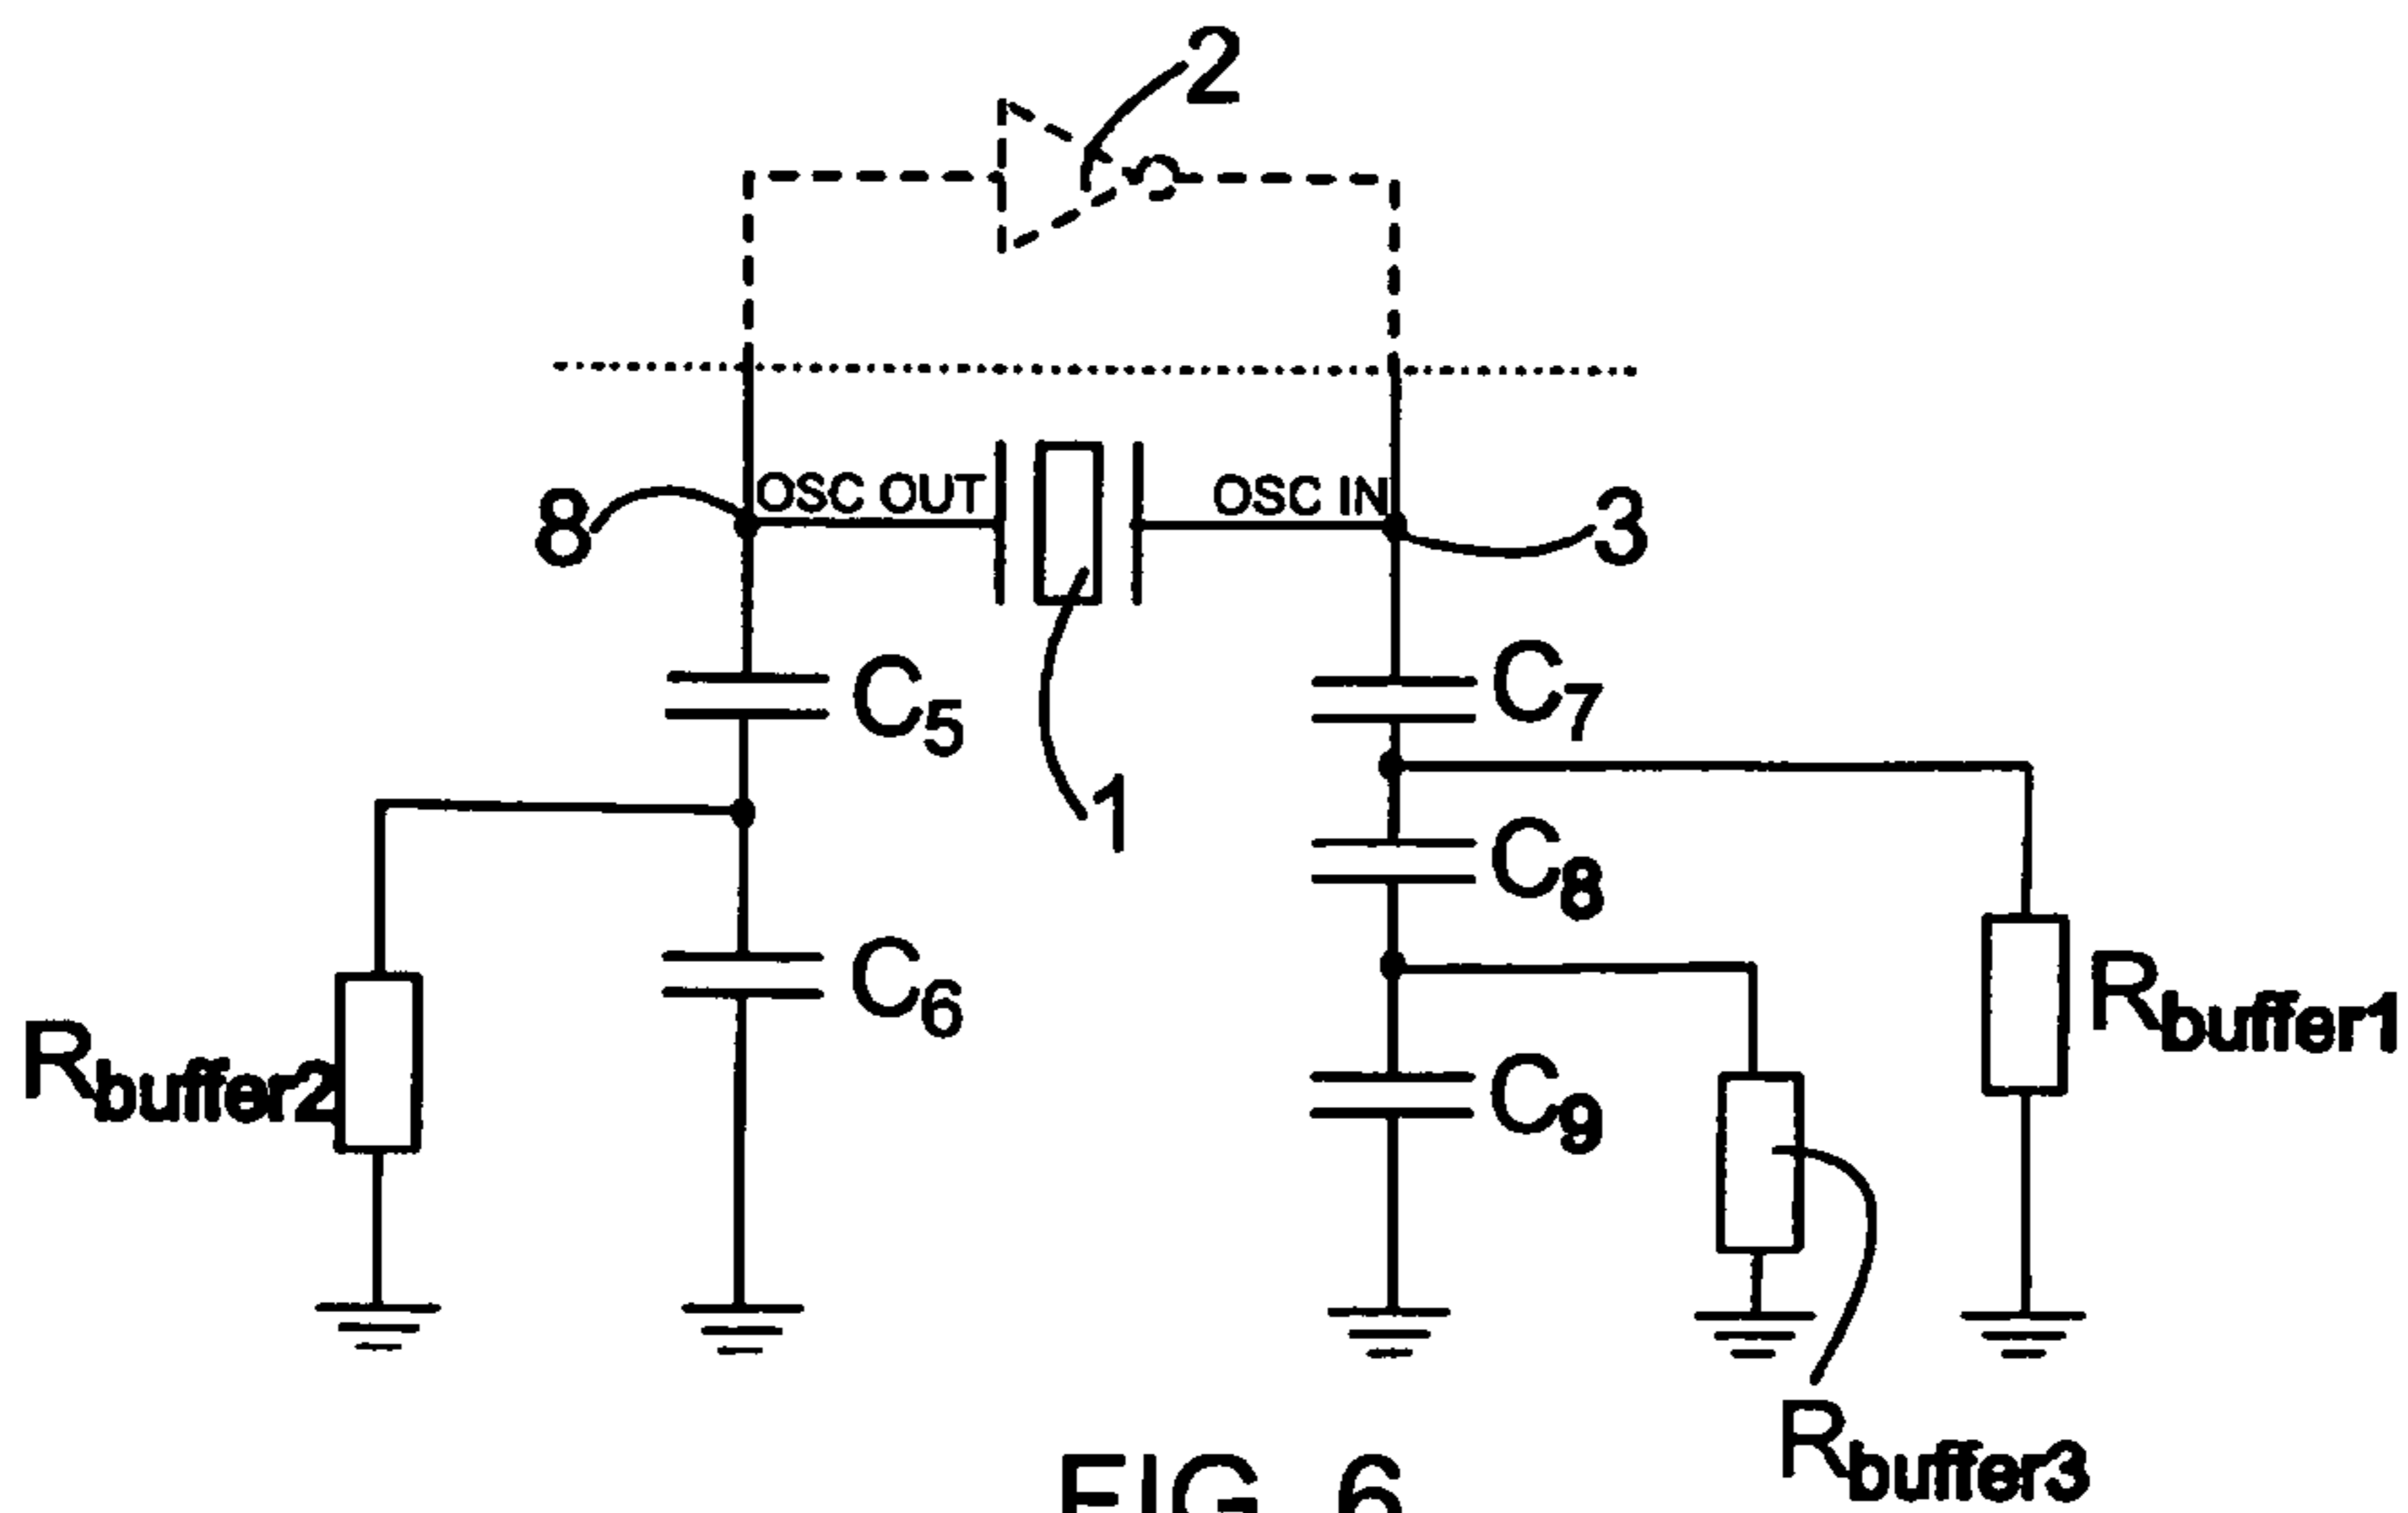 2
OSC OUT
OSC IN
8
3
C5
C7
1
C8
C6
Rbuffer2
Rbuffer1
C9
Rbuffer3
FIG. 6